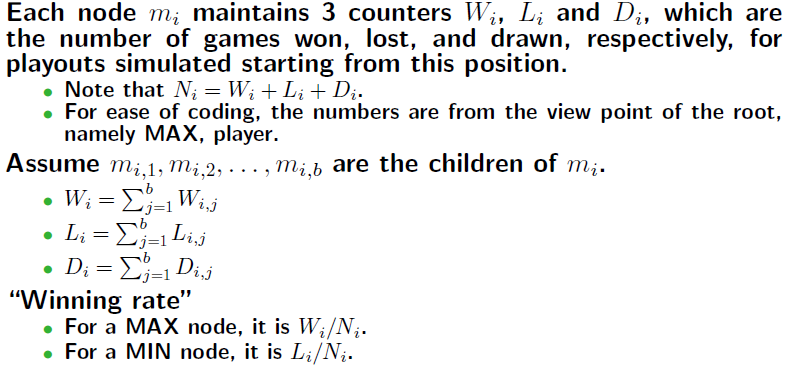 Each node m_i maintains 3 counters W_i, L_i and D_i, which are
the number of games won, lost, and drawn, respectively, for
playouts simulated starting from this position.
• Note that N_i = W_i + L_i + D_i.
• For ease of coding, the numbers are from the view point of the root,
namely MAX, player.
Assume m_{i,1}, m_{i,2}, . . . , m_{i,b} are the children of m_i.
• W_i = ∑_{j=1}^{b} W_{i,j}
• L_i = ∑_{j=1}^{b} L_{i,j}
• D_i = ∑_{j=1}^{b} D_{i,j}
“Winning rate”
• For a MAX node, it is W_i/N_i.
• For a MIN node, it is L_i/N_i.